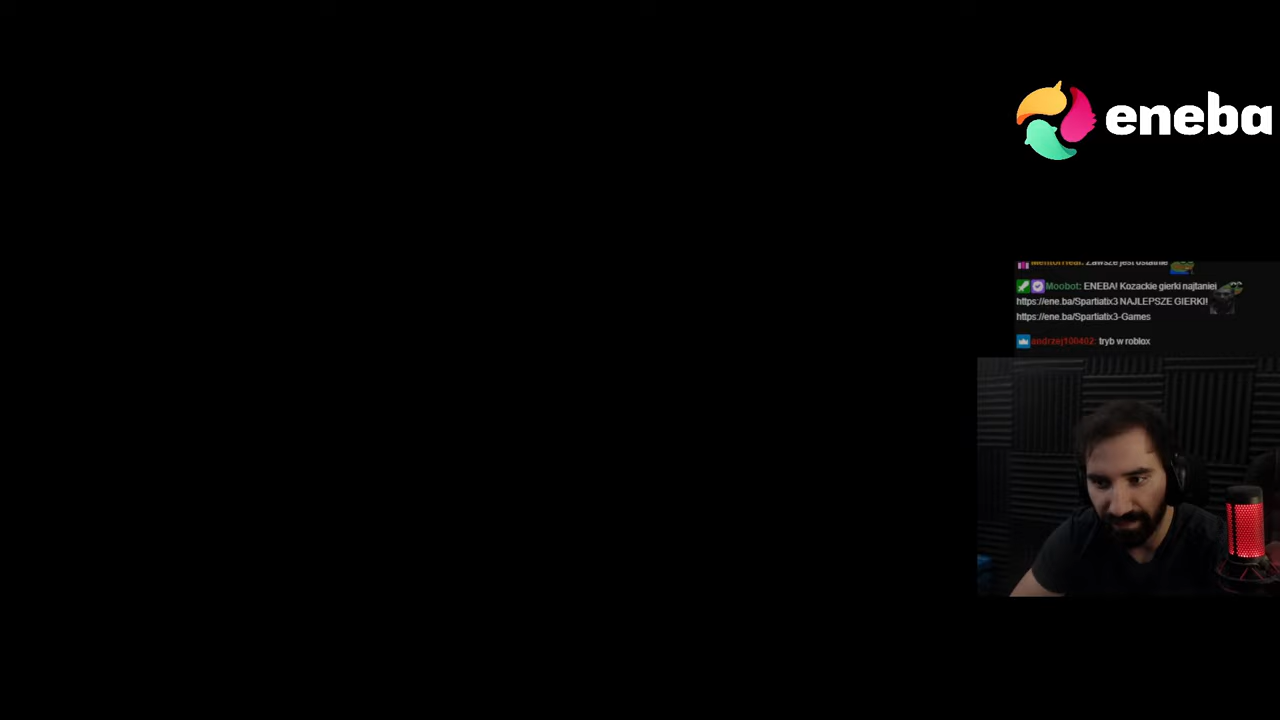 eneba
Zawsze jest ostatnie
Moobot: ENEBA! Kozackie gierki najtaniej
https://ene.ba/Spartiatix3 NAJLEPSZE GIERKI!
https://ene.ba/Spartiatix3-Games
andrzej100402: tryb w roblox